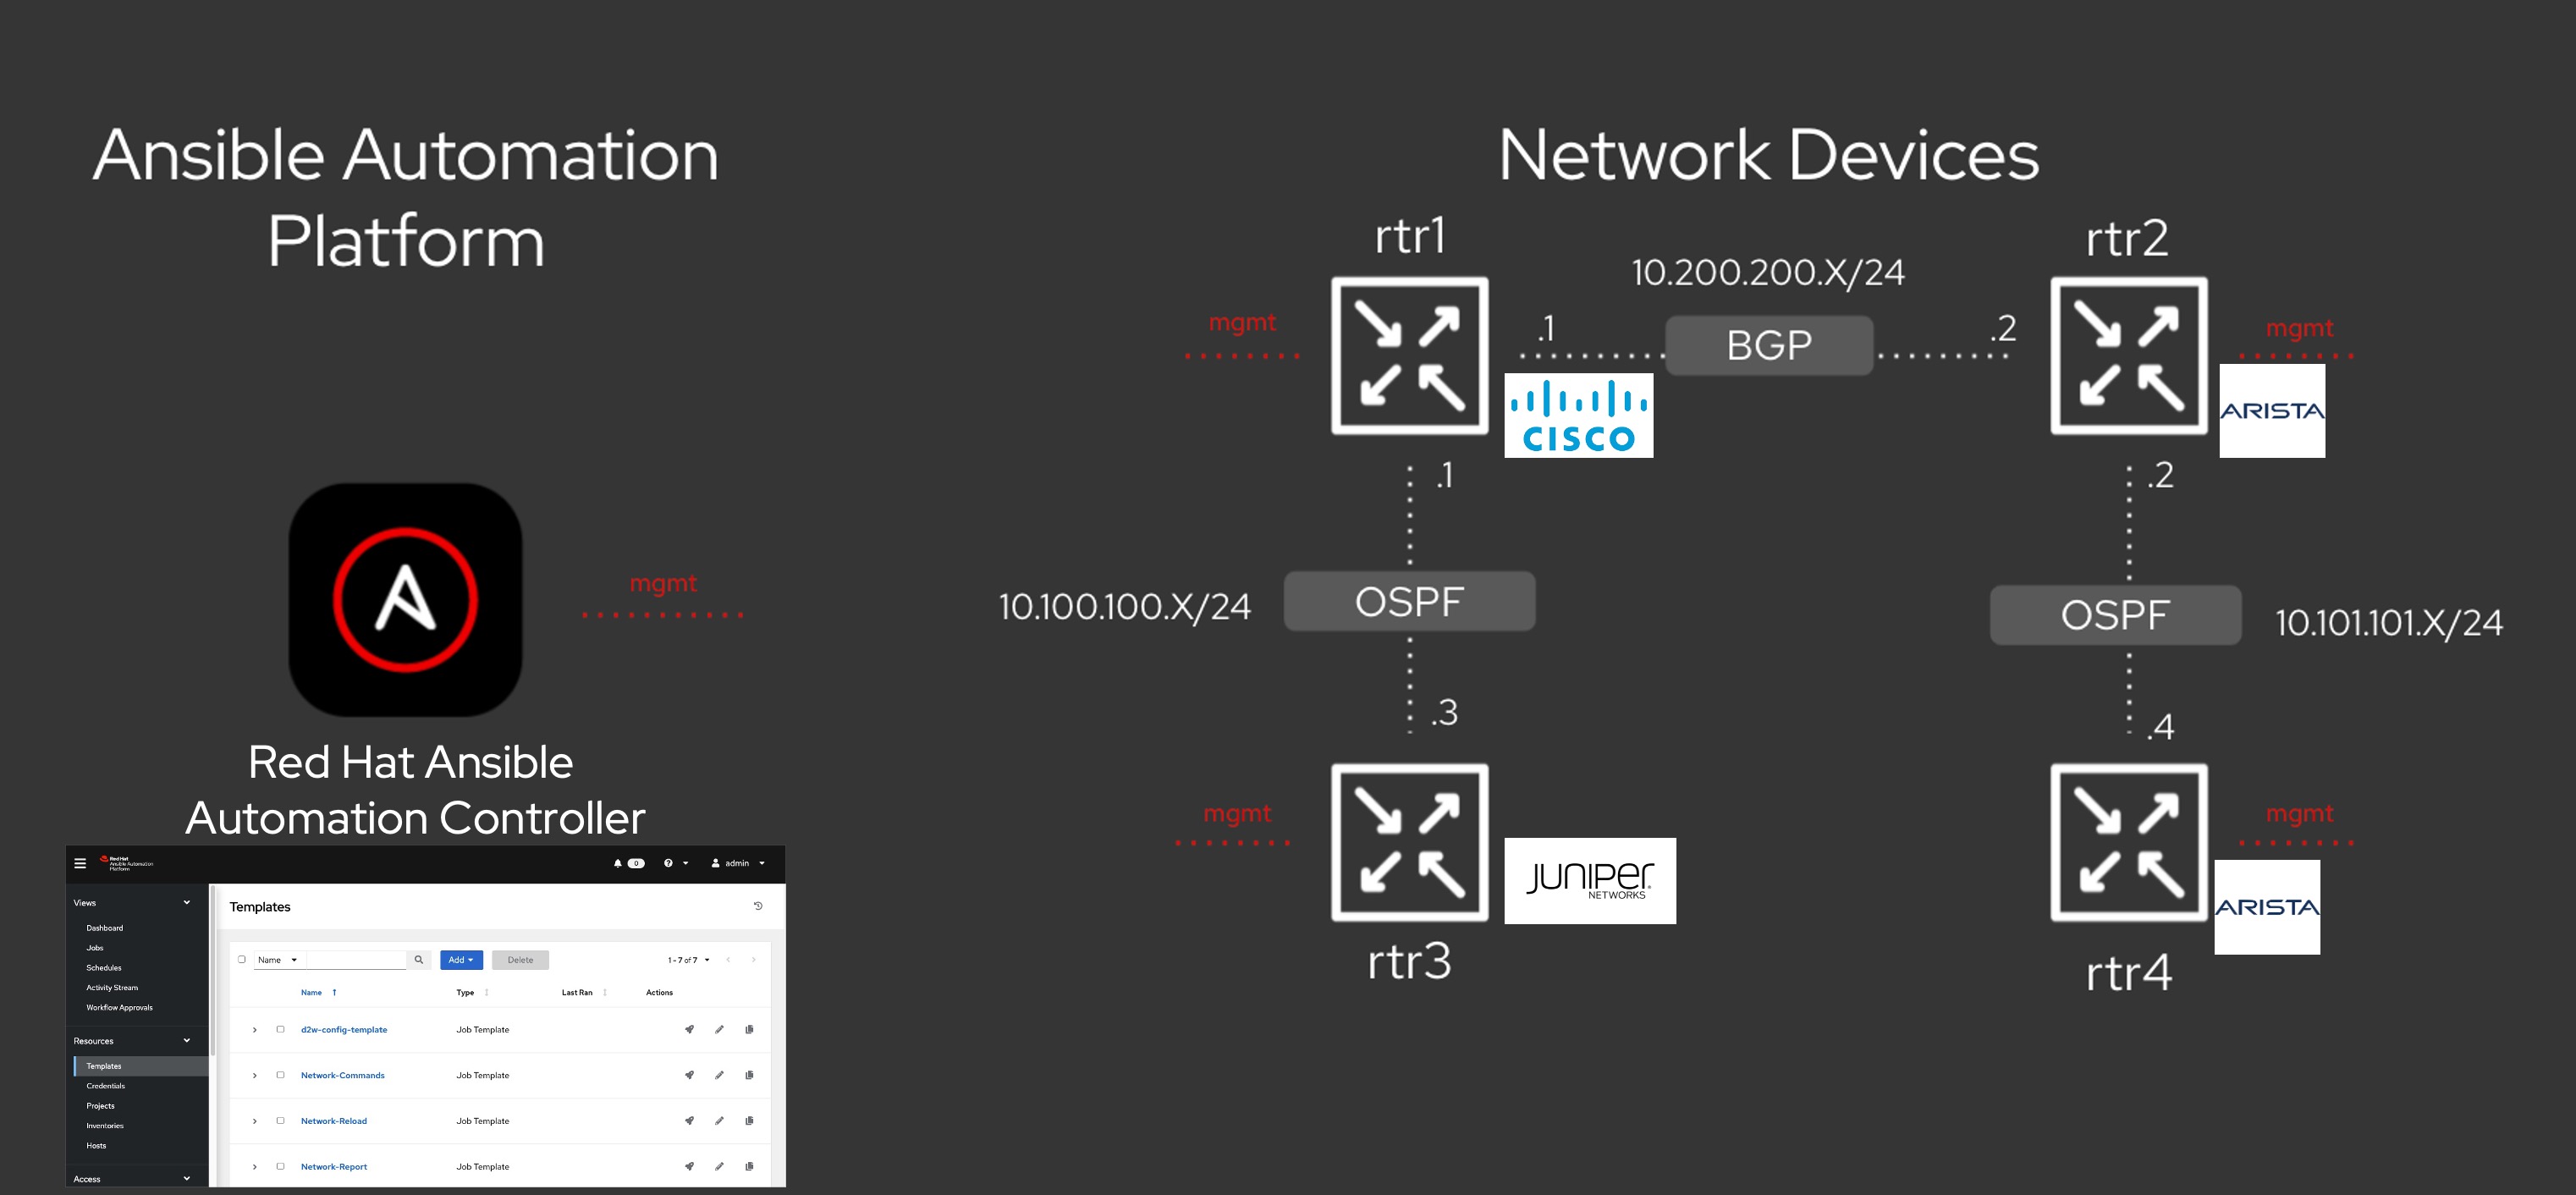 Ansible Automation
Platform
mgmt
Red Hat Ansible
Automation Controller
Red Hat
Ansible Automation
Platform
0
admin
Views
Dashboard
Jobs
Schedules
Activity Stream
Workflow Approvals
Resources
Templates
Credentials
Projects
Inventories
Hosts
Access
Templates
Name
Add
Delete
1 - 7 of 7
Name Type Last Ran Actions
d2w-config-template Job Template
Network-Commands Job Template
Network-Reload Job Template
Network-Report Job Template
Network Devices
rtr1
rtr2
10.200.200.X/24
mgmt
.1
BGP
.2
mgmt
CISCO
ARISTA
.1
.2
10.100.100.X/24
OSPF
OSPF
10.101.101.X/24
.3
.4
mgmt
mgmt
JUNIPER
NETWORKS
ARISTA
rtr3
rtr4